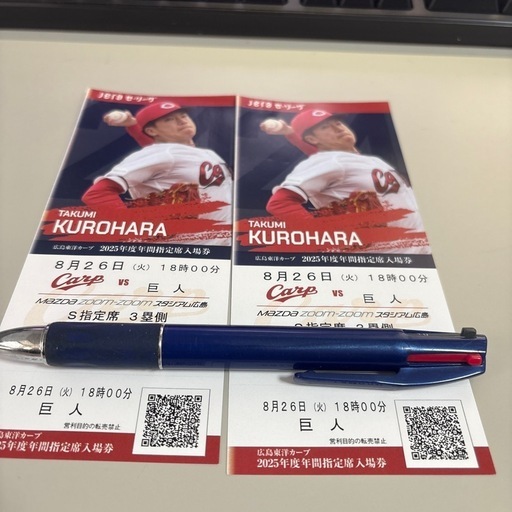 JERA セ・リーグ
TAKUMI
KUROHARA
広島東洋カープ 2025年度年間指定席入場券
8月26日(火) 18時00分
Carp vs 巨人
MAZDA ZOOM-ZOOM スタジアム広島
S指定席 3塁側
8月26日(火) 18時00分
巨人
営利目的の転売禁止
広島東洋カープ
2025年度年間指定席入場券
JERA セ・リーグ
TAKUMI
KUROHARA
広島東洋カープ 2025年度年間指定席入場券
8月26日(火) 18時00分
Carp vs 巨人
MAZDA ZOOM-ZOOM スタジアム広島
S指定席 3塁側
8月26日(火) 18時00分
巨人
営利目的の転売禁止
広島東洋カープ
2025年度年間指定席入場券